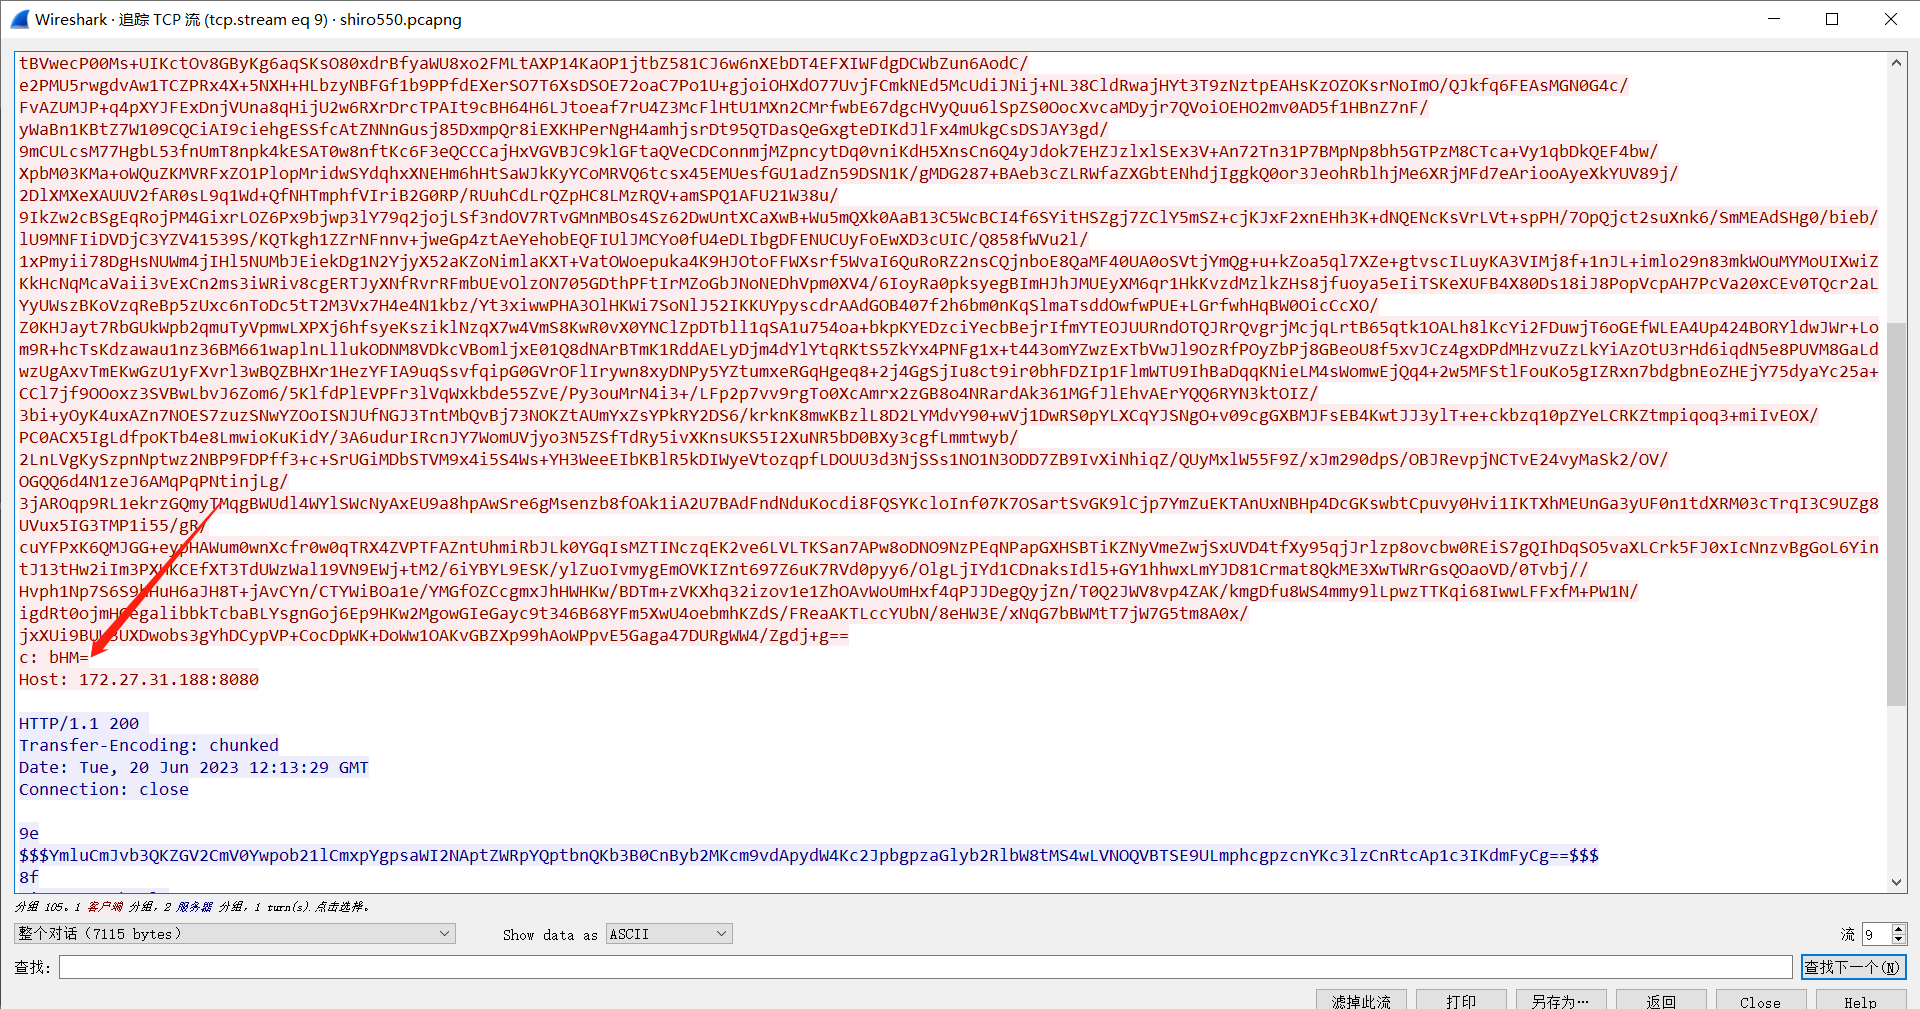 Wireshark · 追踪 TCP 流 (tcp.stream eq 9) · shiro550.pcapng
tBVwecP00Ms+UIKctOv8GByKg6aqSKsO80xdrBfyaWU8xo2FMLtAXP14KaOP1jtbZ581CJ6w6nXEbDT4EFXIWFdgDCWbZun6AodC/
e2PMU5rwgdvAw1TCZPRx4X+5NXH+HLbzyNBFGf1b9PPfdEXerSO7T6XsDSOE72oaC7Po1U+gjoiOHXdO77UvjFCmkNEd5McUdiJNij+NL38CldRwajHYt3T9zNztpEAHsKzOZOKsrNoImO/QJkfq6FEAsMGN0G4c/
FvAZUMJP+q4pXYJFExDnjVUna8qHijU2w6RXrDrcTPAIt9cBH64H6LJtoeaf7rU4Z3McFlHtU1MXn2CMrfwbE67dgcHVyQuu6lSpZS0OocXvcaMDyjr7QVoiOEHO2mv0AD5f1HBnZ7nF/
yWaBn1KBtZ7W109CQCiAI9ciehgESSfcAtZNNnGusj85DxmpQr8iEXKHPerNgH4amhjsrDt95QTDasQeGxgteDIKdJlFx4mUkgCsDSJAY3gd/
9mCULcsM77HgbL53fnUmT8npk4kESAT0w8nftKc6F3eQCCCajHxVGVBJC9klGFtaQVeCDConnmjMZpncytDq0vniKdH5XnsCn6Q4yJdok7EHZJzlxlSEx3V+An72Tn31P7BMpNp8bh5GTPzM8CTca+Vy1qbDkQEF4bw/
XpbM03KMa+oWQuZKMVRFxZO1PlopMridwSYdqhxXNEHm6hHtSaWJkKyYCoMRVQ6tcsx45EMUesfGU1adZn59DSN1K/gMDG287+BAeb3cZLRWfaZXGbtENhdjIggkQ0or3JeohRblhjMe6XRjMFd7eAriooAyeXkYUV89j/
2DlXMXeXAUUV2fAR0sL9q1Wd+QfNHTmphfVIriB2G0RP/RUuhCdLrQZpHC8LMzRQV+amSPQ1AFU21W38u/
9IkZw2cBSgEqRojPM4GixrLOZ6Px9bjwp3lY79q2jojLSf3ndOV7RTvGMnMBOs4Sz62DwUntXCaXwB+Wu5mQXk0AaB13C5WcBCI4f6SYitHSZgj7ZClY5mSZ+cjKJxF2xnEHh3K+dNQENcKsVrLVt+spPH/7OpQjct2suXnk6/SmMEAdSHg0/bieb/
lU9MNFIiDVDjC3YZV41539S/KQTkgh1ZZrNFnnv+jweGp4ztAeYehobEQFIUlJMCYo0fU4eDLIbgDFENUCUyFoEwXD3cUIC/Q858fWVu2l/
1xPmyii78DgHsNUWm4jIHl5NUMbJEiekDg1N2YjyX52aKZoNimlaKXT+VatOWoepuka4K9HJOtoFFWXsrf5WvaI6QuRoRZ2nsCQjnboE8QaMF40UA0oSVtjYmQg+u+kZoa5ql7XZe+gtvscILuyKA3VIMj8f+1nJL+imlo29n83mkWOuMYMoUIXwiZ
KkHcNqMcaVaii3vExCn2ms3iWRiv8cgERTJyXNfRvrRFmbUEvOlzON705GDthPFtIrMZoGbJNoNEDhVpm0XV4/6IoyRa0pksyegBImHJhJMUEyXM6qr1HkKvzdMzlkZHs8jfuoya5eIiTSKeXUFB4X80Ds18iJ8PopVcpAH7PcVa20xCEv0TQcr2aL
YyUWszBKoVzqReBp5zUxc6nToDc5tT2M3Vx7H4e4N1kbz/Yt3xiwwPHA3OlHKWi7SoNlJ52IKKUYpyscdrAAdGOB407f2h6bm0nKqSlmaTsddOwfwPUE+LGrfwhHqBW0OicCcXO/
Z0KHJayt7RbGUkWpb2qmuTyVpmwLXPXj6hfsyeKsziklNzqX7w4VmS8KwR0vX0YNClZpDTbll1qSA1u754oa+bkpKYEDzciYecbBejrIfmYTEOJUURndOTQJRrQvgrjMcjqLrtB65qtk1OALh8lKcYi2FDuwjT6oGEfWLEA4Up424BORYldwJWr+Lo
m9R+hcTsKdzawau1nz36BM661waplnLllukODNM8VDkcVBomljxE01Q8dNArBTmK1RddAELyDjm4dYlYtqRKtS5ZkYx4PNFg1x+t443omYZwzExTbVwJl9OzRfPOyZbPj8GBeoU8f5xvJCz4gxDPdMHzvuZzLkYiAzOtU3rHd6iqdN5e8PUVM8GaLd
wzUgAxvTmEKwGzU1yFXvrl3wBQZBHXr1HezYFIA9uqSsvfqipG0GVrOFlIrywn8xyDNPy5YZtumxeRGqHgeq8+2j4GgSjIu8ct9ir0bhFDZIp1FlmWTU9IhBaDqqKNieLM4sWomwEjQq4+2w5MFStlFouKo5gIZRxn7bdgbnEoZHEjY75dyaYc25a+
CCl7jf9OOoxz3SVBwLbvJ6Zom6/5KlfdPlEVPFr3lVqWxkbde55ZvE/Py3ouMrN4i3+/LFp2p7vv9rgTo0XcAmrx2zGB8o4NRardAk361MGfJlEhvAErYQQ6RYN3ktOIZ/
3bi+yOyK4uxAZn7NOES7zuzSNwYZOoISNJUfNGJ3TntMbQvBj73NOKZtAUmYxZsYPkRY2DS6/krknK8mwKBzlL8D2LYMdvY90+wVj1DwRS0pYLXCqYJSNgO+v09cgGXBMJFsEB4KwtJJ3ylT+e+ckbzq10pZYeLCRKZtmpiqoq3+miIvEOX/
PC0ACX5IgLdfpoKTb4e8LmwioKuKidY/3A6udurIRcnJY7WomUVjyo3N5ZSfTdRy5ivXKnsUKS5I2XuNR5bD0BXy3cgfLmmtwyb/
2LnLVgKySzpnNptwz2NBP9FDPff3+c+SrUGiMDbSTVM9x4i5S4Ws+YH3WeeEIbKBlR5kDIWyeVtozqpfLDOUU3d3NjSSs1NO1N3ODD7ZB9IvXiNhiqZ/QUyMxlW55F9Z/xJm290dpS/OBJRevpjNCTvE24vyMaSk2/OV/
OGQQ6d4N1zeJ6AMqPqPNtinjLg/
3jAROqp9RL1ekrzGQmyTMqgBWUdl4WYlSWcNyAxEU9a8hpAwSre6gMsenzb8fOAk1iA2U7BAdFndNduKocdi8FQSYKcloInf07K7OSartSvGK9lCjp7YmZuEKTAnUxNBHp4DcGKswbtCpuvy0Hvi1IKTXhMEUnGa3yUF0n1tdXRM03cTrqI3C9UZg8
UVux5IG3TMP1i55/gR/
cuYFPxK6QMJGG+eypHAWum0wnXcfr0w0qTRX4ZVPTFAZntUhmiRbJLk0YGqIsMZTINczqEK2ve6LVLTKSan7APw8oDNO9NzPEqNPapGXHSBTiKZNyVmeZwjSxUVD4tfXy95qjJrlzp8ovcbw0REiS7gQIhDqSO5vaXLCrk5FJ0xIcNnzvBgGoL6Yin
tJ13tHw2iIm3PXMKCEfXT3TdUWzWal19VN9EWj+tM2/6iYBYL9ESK/ylZuoIvmygEmOVKIZnt697Z6uK7RVd0pyy6/OlgLjIYd1CDnaksIdl5+GY1hhwxLmYJD81Crmat8QkME3XwTWRrGsQOaoVD/0Tvbj//
Hvph1Np7S6S9kHuH6aJH8T+jAvCYn/CTYWiBOa1e/YMGfOZCcgmxJhHWHKw/BDTm+zVKXhq32izov1e1ZhOAvWoUmHxf4qPJJDegQyjZn/T0Q2JWV8vp4ZAK/kmgDfu8WS4mmy9lLpwzTTKqi68IwwLFFxfM+PW1N/
igdRt0ojmHOegalibbkTcbaBLYsgnGoj6Ep9HKw2MgowGIeGayc9t346B68YFm5XwU4oebmhKZdS/FReaAKTLccYUbN/8eHW3E/xNqG7bBWMtT7jW7G5tm8A0x/
jxXUi9BUW3UXDwobs3gYhDCypVP+CocDpWK+DoWw1OAKvGBZXp99hAoWPpvE5Gaga47DURgWW4/Zgdj+g==
c: bHM=
Host: 172.27.31.188:8080
HTTP/1.1 200
Transfer-Encoding: chunked
Date: Tue, 20 Jun 2023 12:13:29 GMT
Connection: close
9e
$$$YmluCmJvb3QKZGV2CmV0Ywpob21lCmxpYgpsaWI2NAptZWRpYQptbnQKb3B0CnByb2MKcm9vdApydW4Kc2JpbgpzaGlyb2RlbW8tMS4wLVNOQVBTSE9ULmphcgpzcnYKc3lzCnRtcAp1c3IKdmFyCg==$$$
8f
分组 105。1 客户端 分组，2 服务器 分组，1 turn(s). 点击选择。
整个对话 (7115 bytes)
Show data as ASCII
流 9
查找:
查找下一个(N)
滤掉此流 打印 另存为… 返回 Close Help